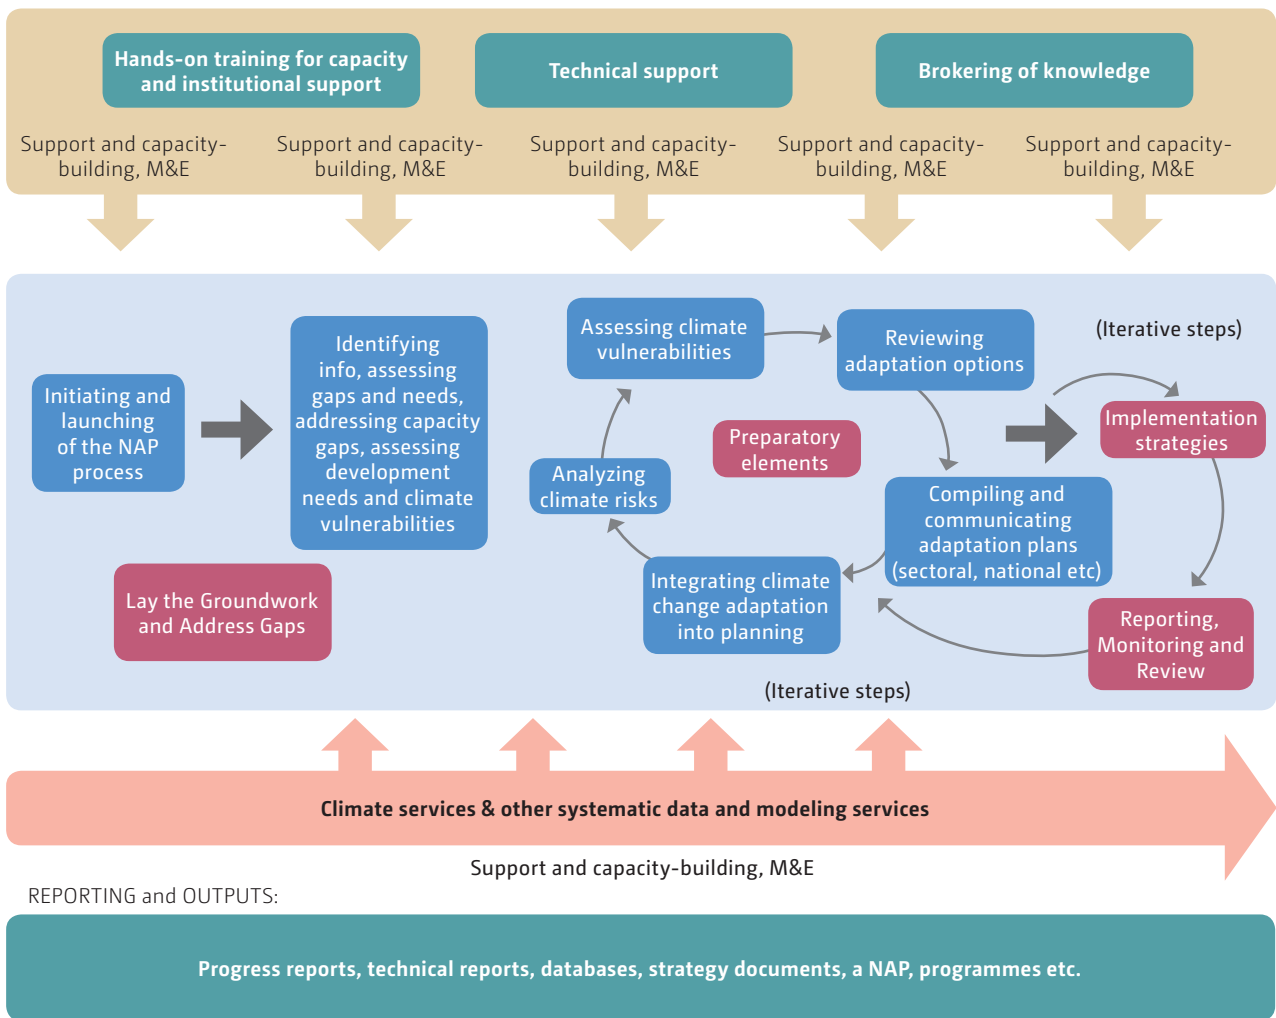 Hands-on training for capacity
and institutional support
Technical support
Brokering of knowledge
Support and capacity-
building, M&E
Support and capacity-
building, M&E
Support and capacity-
building, M&E
Support and capacity-
building, M&E
Support and capacity-
building, M&E
Initiating and
launching
of the NAP
process
Identifying
info, assessing
gaps and needs,
addressing capacity
gaps, assessing
development
needs and climate
vulnerabilities
Lay the Groundwork
and Address Gaps
Assessing climate
vulnerabilities
Reviewing
adaptation options
(Iterative steps)
Implementation
strategies
Preparatory
elements
Analyzing
climate risks
Compiling and
communicating
adaptation plans
(sectoral, national etc)
Integrating climate
change adaptation
into planning
Reporting,
Monitoring and
Review
(Iterative steps)
Climate services & other systematic data and modeling services
Support and capacity-building, M&E
REPORTING and OUTPUTS:
Progress reports, technical reports, databases, strategy documents, a NAP, programmes etc.